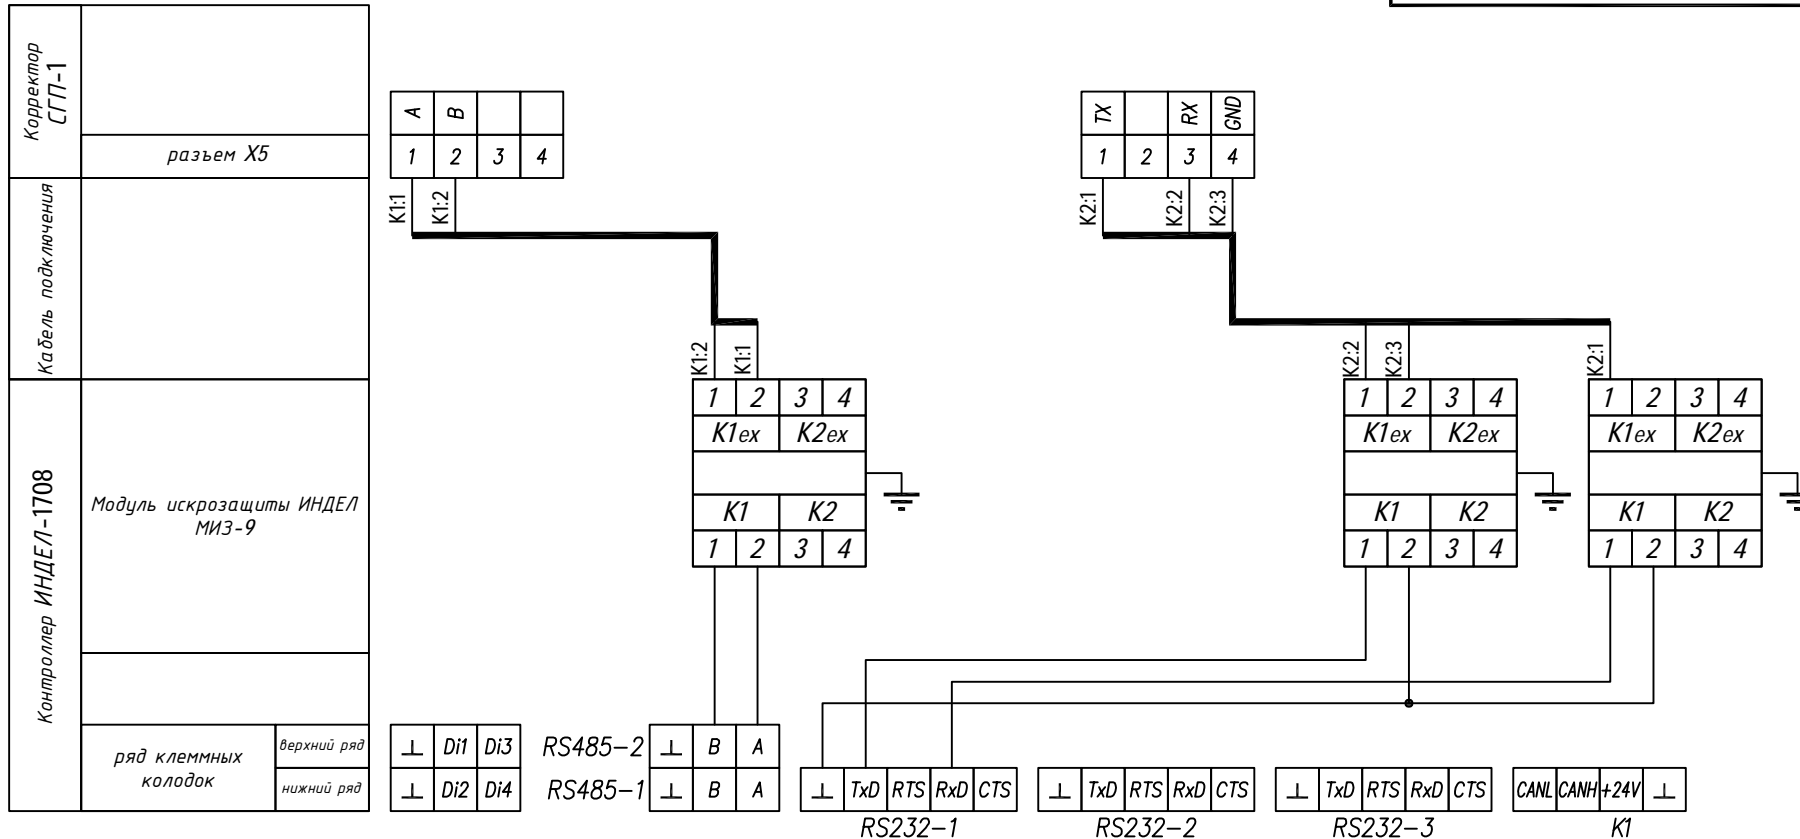 Корректор
СГП-1
разъем X5
A B
1 2 3 4
TX RX GND
1 2 3 4
Кабель подключения
K1:1 K1:2
K2:1 K2:2 K2:3
K1:2 K1:1
K2:2 K2:3 K2:1
Контроллер ИНДЕЛ-1708
Модуль искрозащиты ИНДЕЛ
МИЗ-9
1 2 3 4
K1ex K2ex
K1 K2
1 2 3 4
1 2 3 4
K1ex K2ex
K1 K2
1 2 3 4
1 2 3 4
K1ex K2ex
K1 K2
1 2 3 4
ряд клеммных
колодок
верхний ряд
нижний ряд
⊥ Di1 Di3
⊥ Di2 Di4
RS485-2 ⊥ B A
RS485-1 ⊥ B A
⊥ TxD RTS RxD CTS
RS232-1
⊥ TxD RTS RxD CTS
RS232-2
⊥ TxD RTS RxD CTS
RS232-3
CANL CANH +24V ⊥
K1